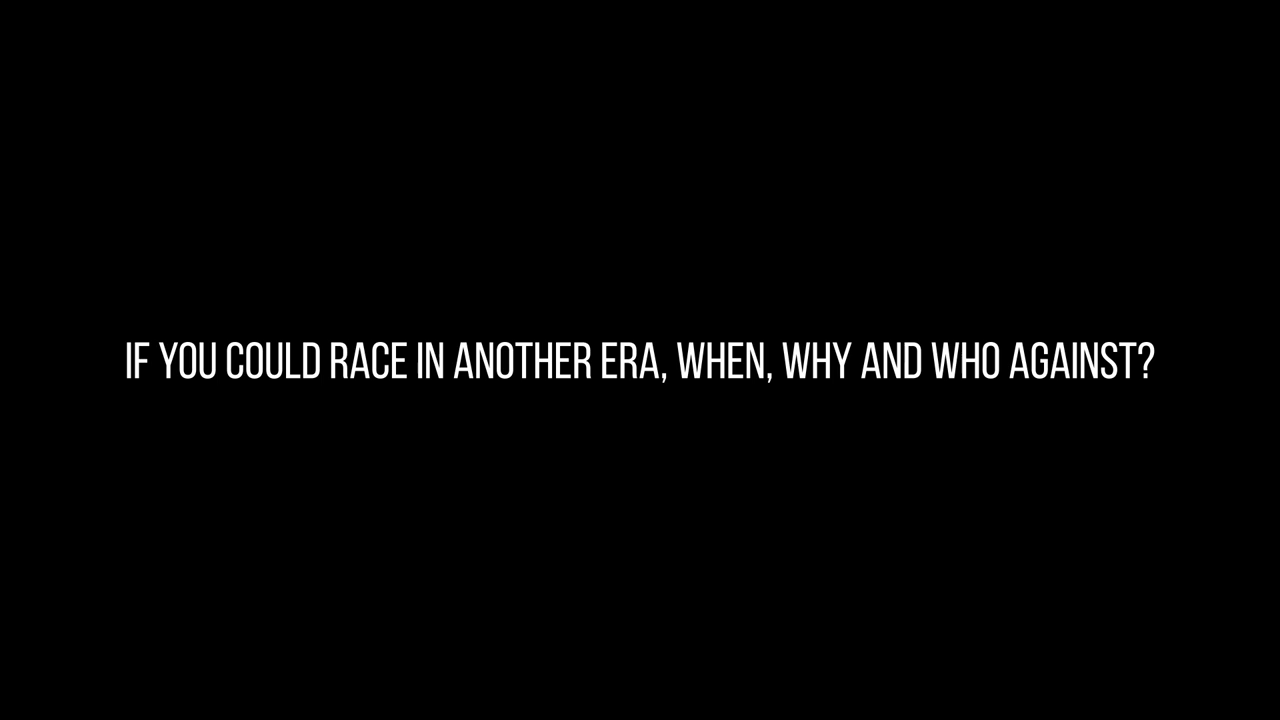 IF YOU COULD RACE IN ANOTHER ERA, WHEN, WHY AND WHO AGAINST?